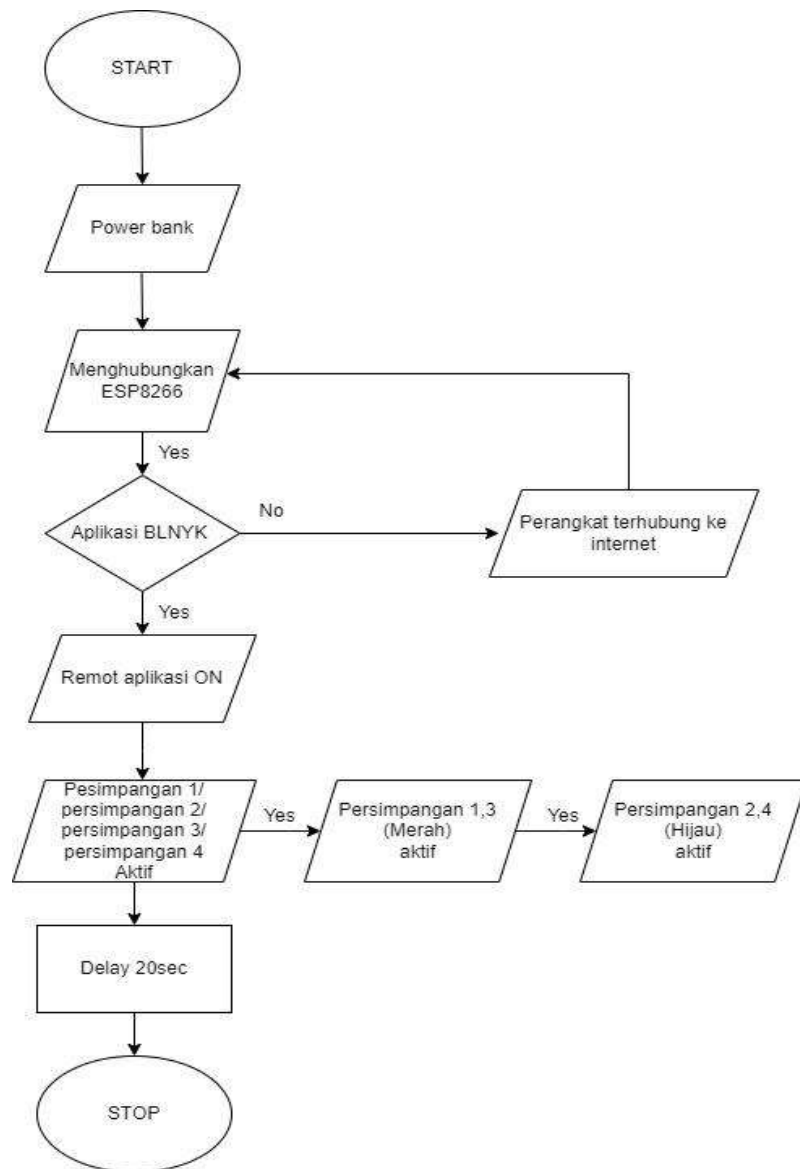 START
Power bank
Menghubungkan
ESP8266
Yes
Aplikasi BLNYK
No
Perangkat terhubung ke
internet
Yes
Remot aplikasi ON
Pesimpangan 1/
persimpangan 2/
persimpangan 3/
persimpangan 4
Aktif
Yes
Persimpangan 1,3
(Merah)
aktif
Yes
Persimpangan 2,4
(Hijau)
aktif
Delay 20sec
STOP